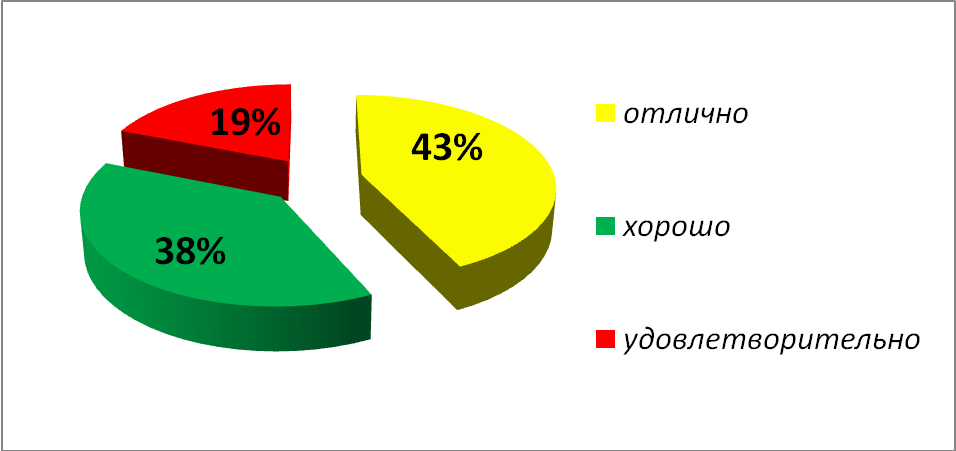 19%
43%
38%
отлично
хорошо
удовлетворительно